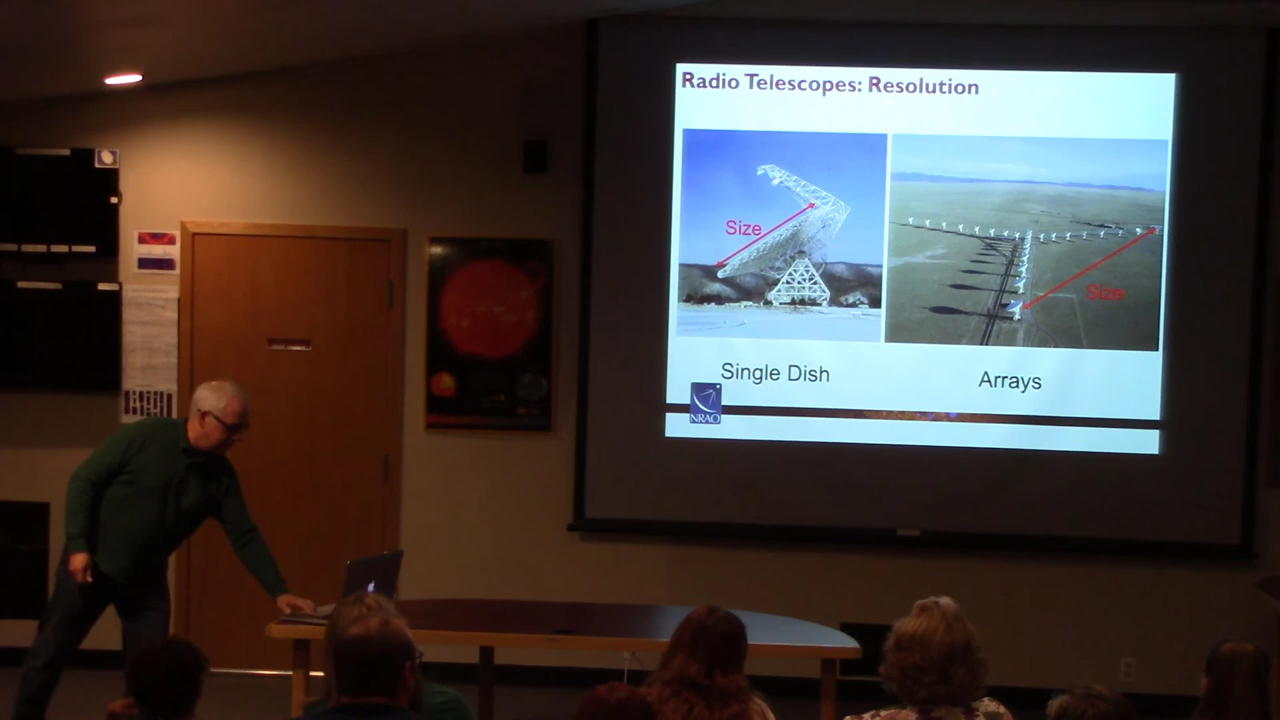 Radio Telescopes: Resolution
Size
Size
Single Dish
Arrays
NRAO